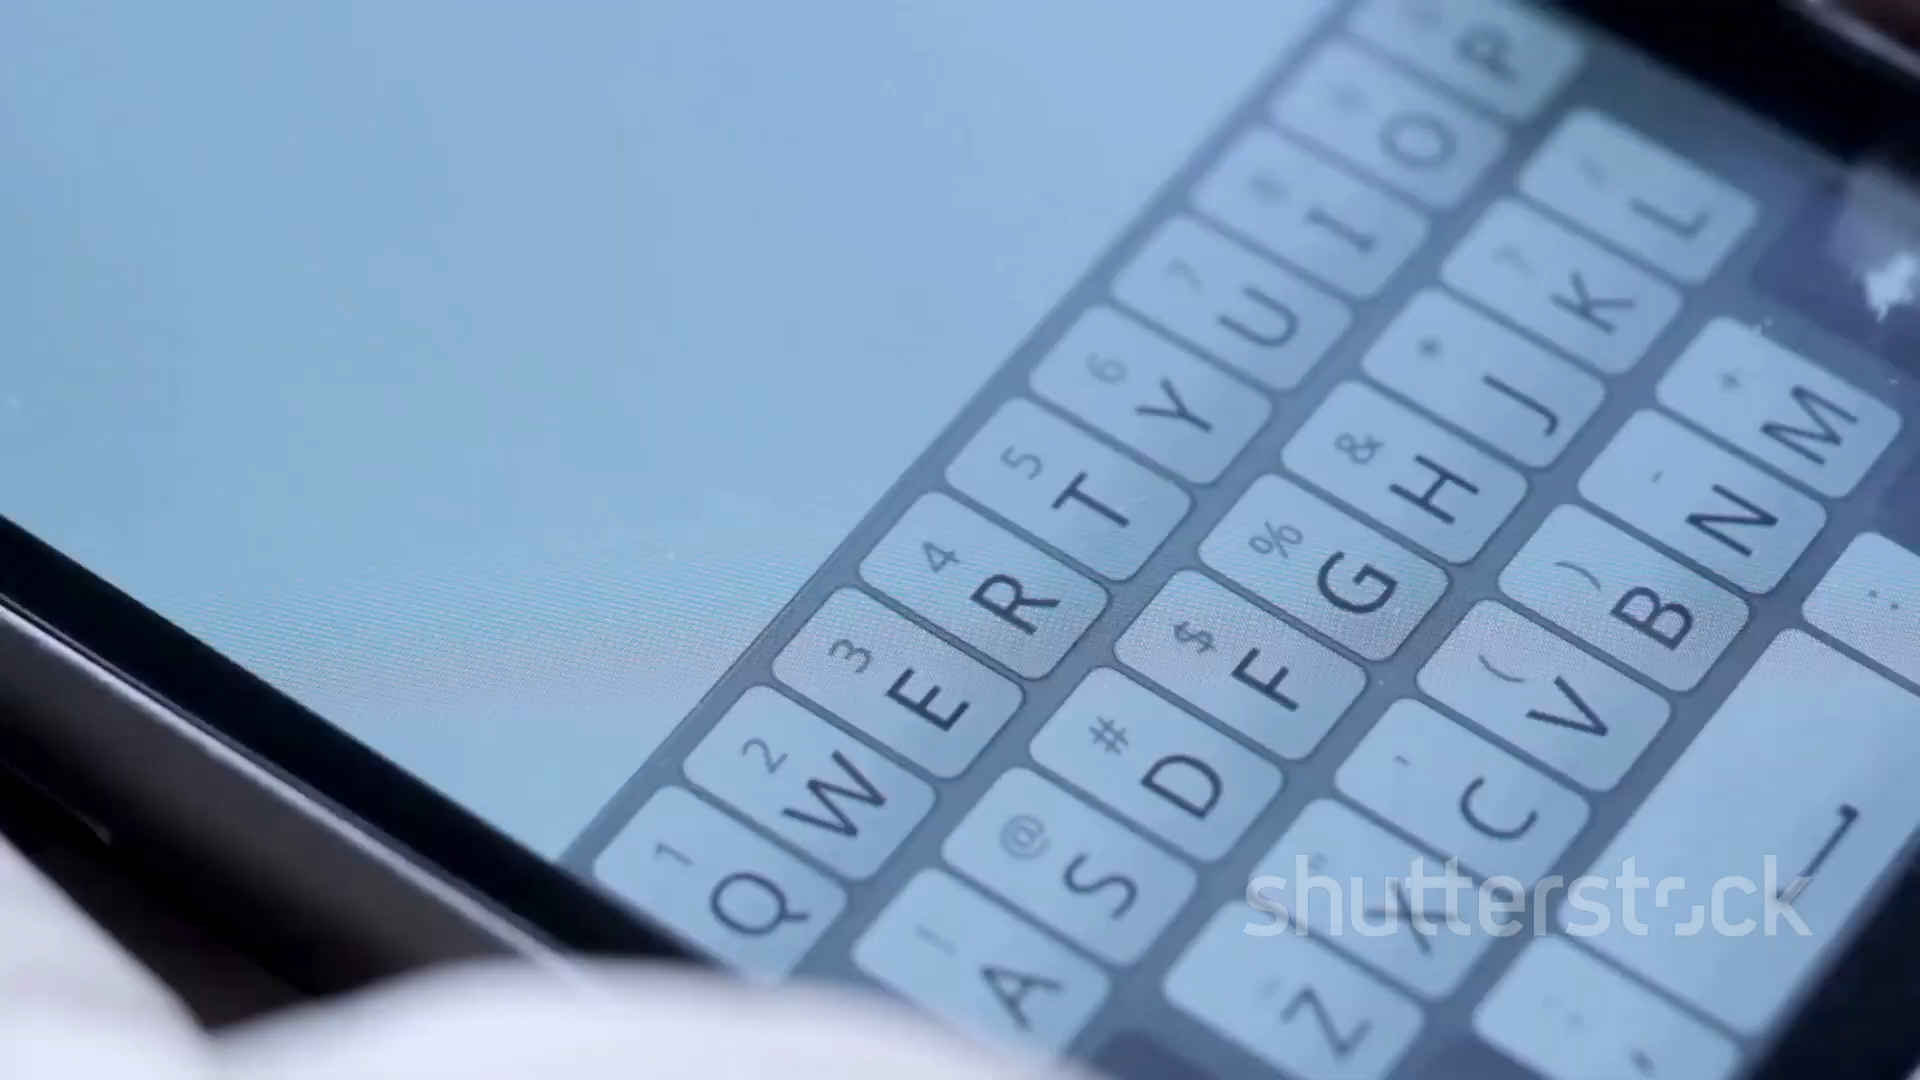 1 2 3 4 5 6 7
Q W E R T Y U I O P
@ # $ % &
A S D F G H J K L
' ( ) - +
Z X C V B N M
shutterstock